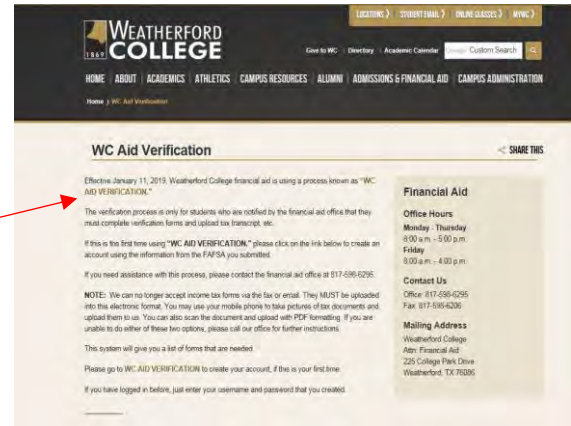 LOCATIONS STUDENT EMAIL ONLINE CLASSES MYWC
WEATHERFORD
1869 COLLEGE
Give to WC Directory Academic Calendar Custom Search
HOME ABOUT ACADEMICS ATHLETICS CAMPUS RESOURCES ALUMNI ADMISSIONS & FINANCIAL AID CAMPUS ADMINISTRATION
Home WC Aid Verification
WC Aid Verification
SHARE THIS
Effective January 11, 2019, Weatherford College financial aid is using a process known as "WC
AID VERIFICATION."
The verification process is only for students who are notified by the financial aid office that they
must complete verification forms and upload tax transcript, etc.
If this is the first time using "WC AID VERIFICATION," please click on the link below to create an
account using the information from the FAFSA you submitted.
If you need assistance with this process, please contact the financial aid office at 817-598-6295.
NOTE: We can no longer accept income tax forms via the fax or email. They MUST be uploaded
into this electronic format. You may use your mobile phone to take pictures of tax documents and
upload them to us. You can also scan the document and upload with PDF formatting. If you are
unable to do either of these two options, please call our office for further instructions.
This system will give you a list of forms that are needed.
Please go to WC AID VERIFICATION to create your account, if this is your first time.
If you have logged in before, just enter your username and password that you created.
Financial Aid
Office Hours
Monday - Thursday
8:00 a.m. - 5:00 p.m.
Friday
8:00 a.m. - 4:00 p.m.
Contact Us
Office: 817-598-6295
Fax: 817-598-6206
Mailing Address
Weatherford College
Attn: Financial Aid
225 College Park Drive
Weatherford, TX 76086